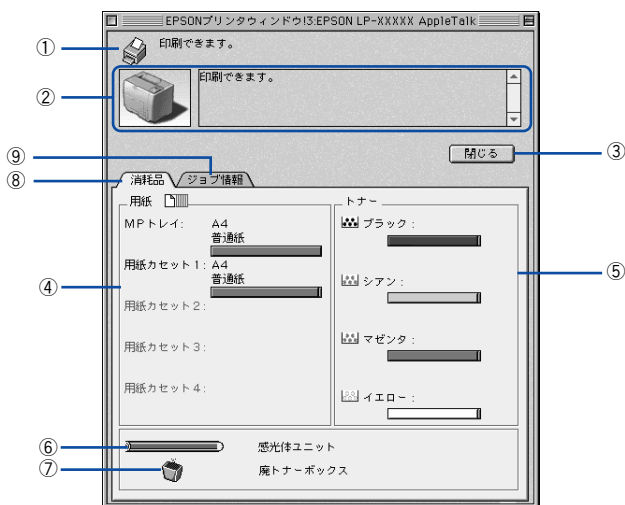 EPSONプリンタウィンドウ!3:EPSON LP-XXXXX AppleTalk
① 印刷できます。
② 印刷できます。
閉じる ③
⑨
⑧ 消耗品 ジョブ情報
用紙
MPトレイ: A4
普通紙
用紙カセット1: A4
普通紙
④
用紙カセット2:
用紙カセット3:
用紙カセット4:
トナー
ブラック:
シアン:
⑤
マゼンタ:
イエロー:
⑥ 感光体ユニット
⑦ 廃トナーボックス